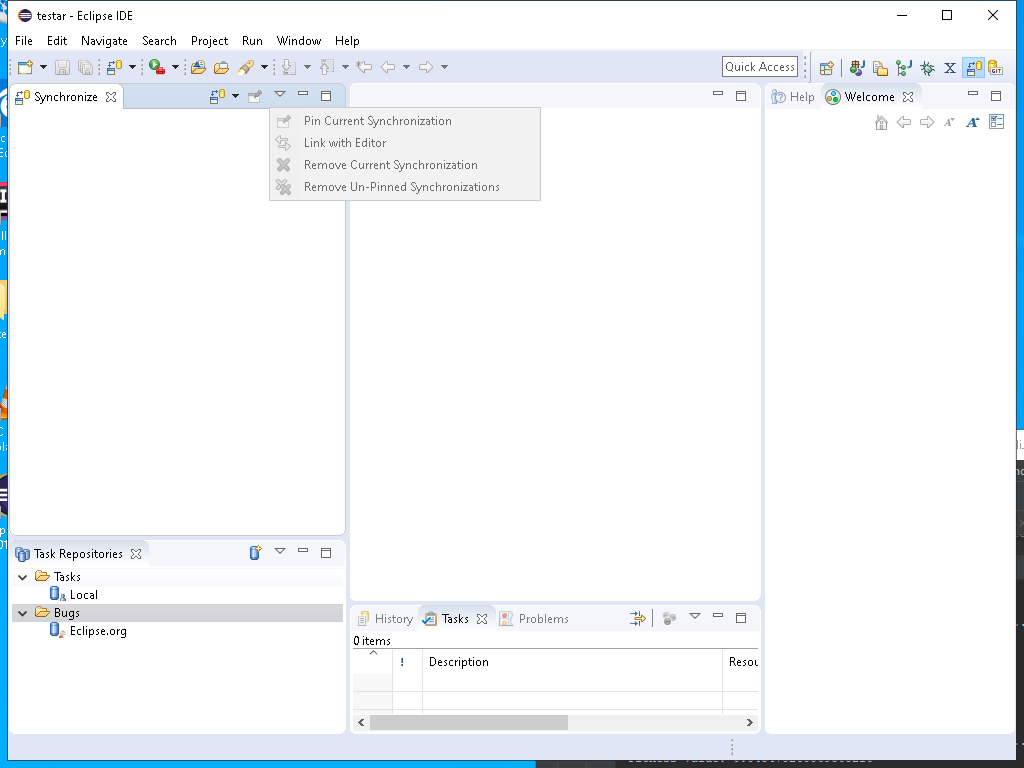 testar - Eclipse IDE
File Edit Navigate Search Project Run Window Help
Quick Access
Synchronize
Help Welcome
Pin Current Synchronization
Link with Editor
Remove Current Synchronization
Remove Un-Pinned Synchronizations
Task Repositories
Tasks
Local
Bugs
Eclipse.org
History Tasks Problems
0 items
! Description Resou